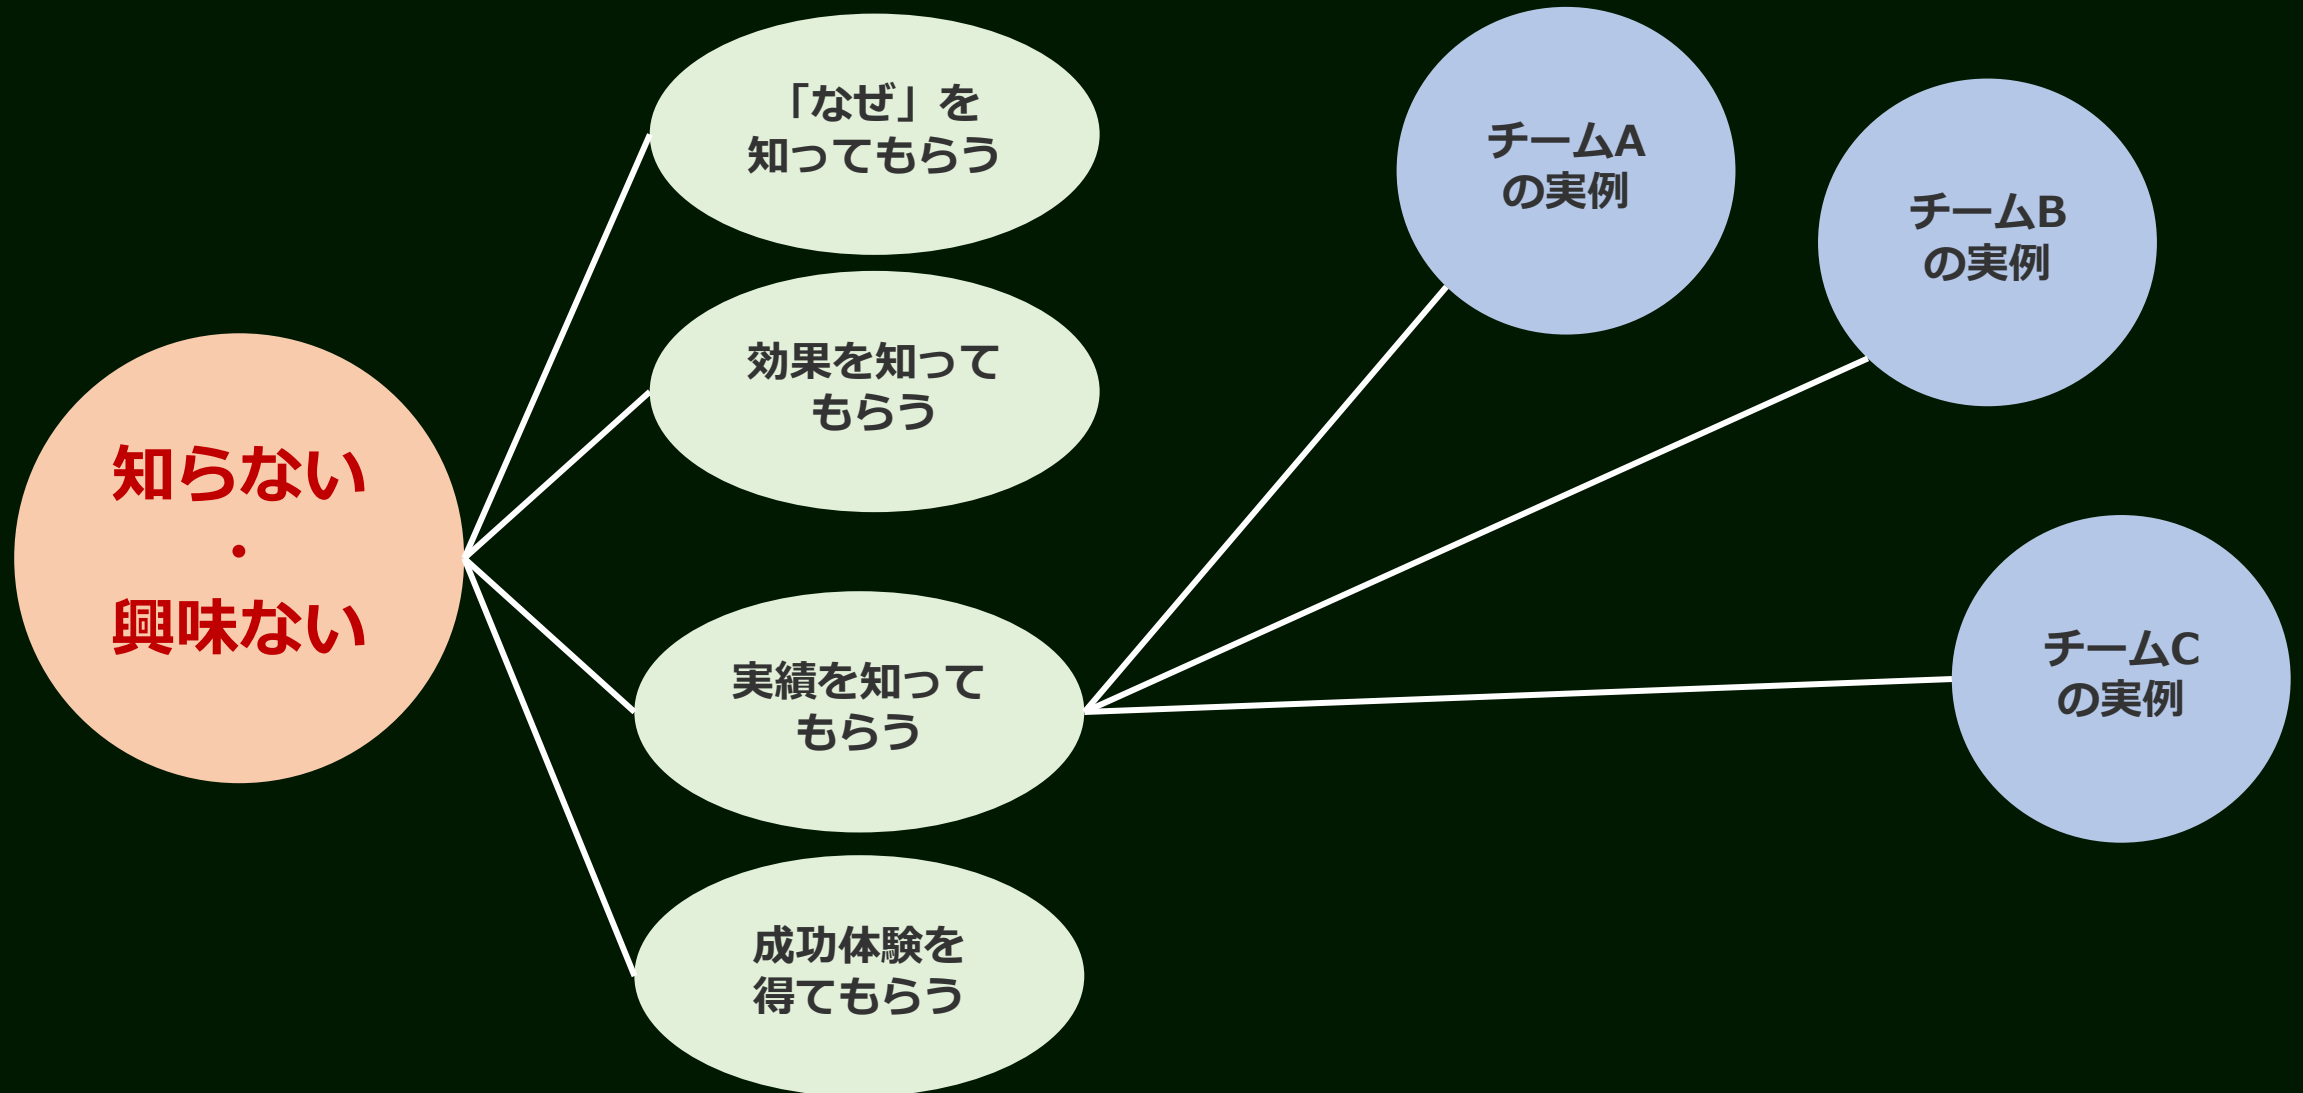 知らない
・
興味ない
「なぜ」を
知ってもらう
効果を知って
もらう
実績を知って
もらう
成功体験を
得てもらう
チームA
の実例
チームB
の実例
チームC
の実例